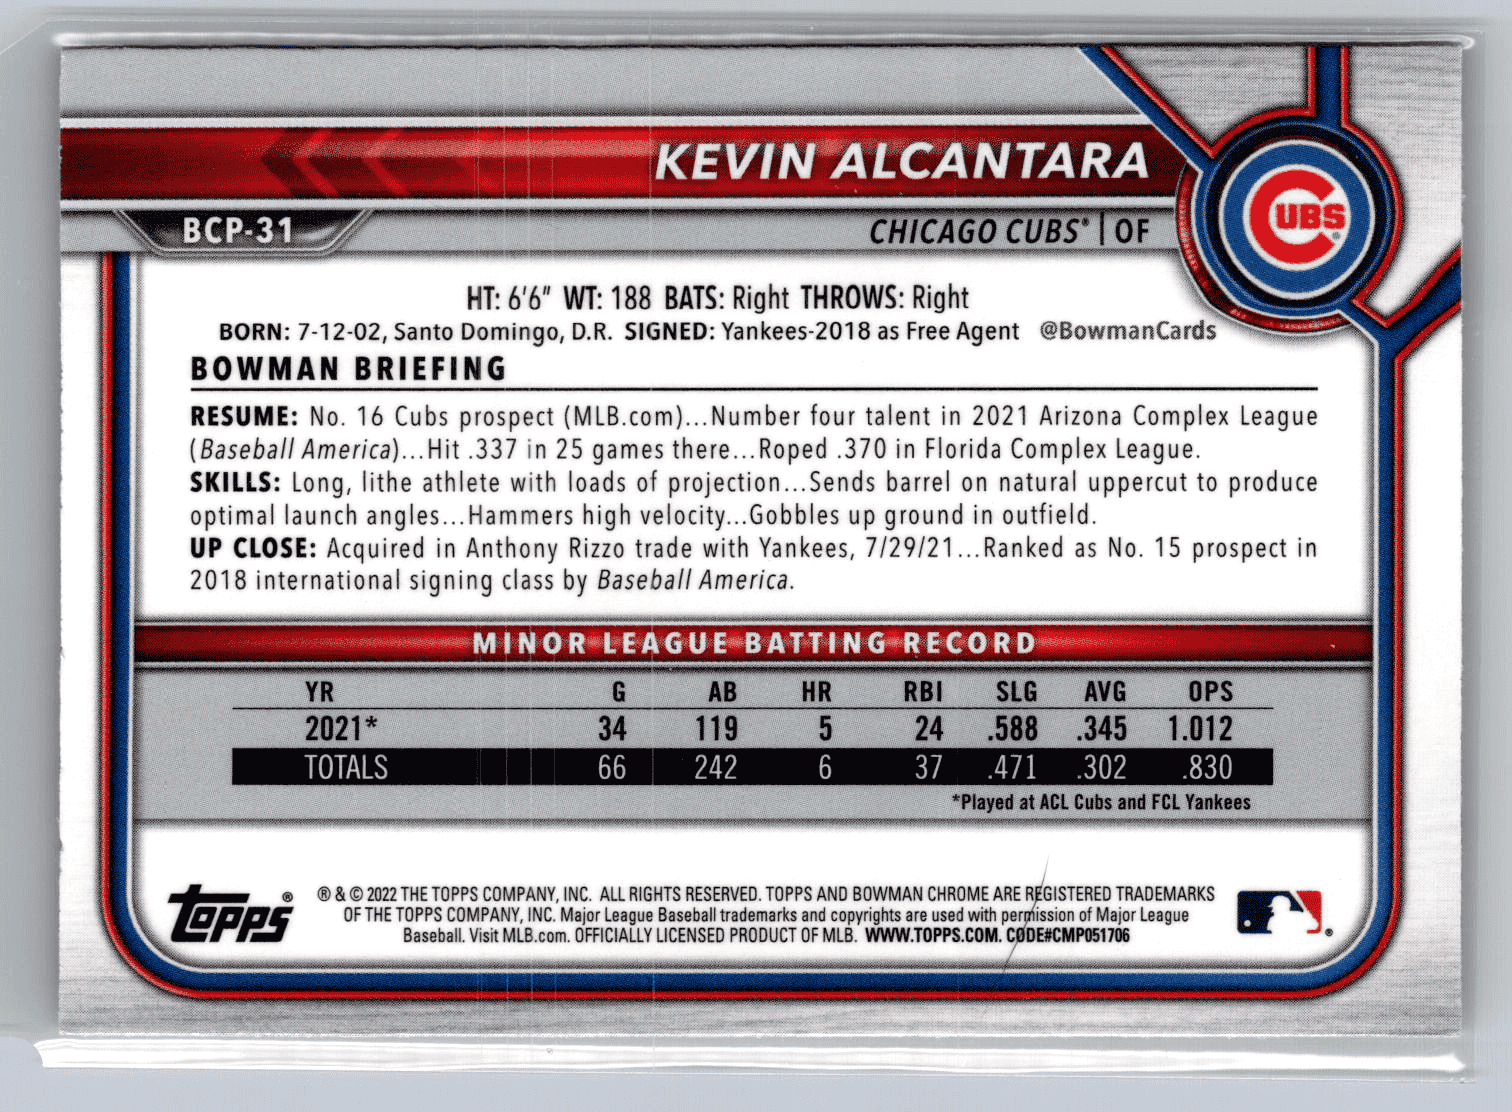 KEVIN ALCANTARA
BCP-31
CHICAGO CUBS® | OF
CUBS®
HT: 6'6" WT: 188 BATS: Right THROWS: Right
BORN: 7-12-02, Santo Domingo, D.R. SIGNED: Yankees-2018 as Free Agent @BowmanCards
BOWMAN BRIEFING
RESUME: No. 16 Cubs prospect (MLB.com)...Number four talent in 2021 Arizona Complex League
(Baseball America)...Hit .337 in 25 games there...Roped .370 in Florida Complex League.
SKILLS: Long, lithe athlete with loads of projection...Sends barrel on natural uppercut to produce
optimal launch angles...Hammers high velocity...Gobbles up ground in outfield.
UP CLOSE: Acquired in Anthony Rizzo trade with Yankees, 7/29/21...Ranked as No. 15 prospect in
2018 international signing class by Baseball America.
MINOR LEAGUE BATTING RECORD
YR G AB HR RBI SLG AVG OPS
2021* 34 119 5 24 .588 .345 1.012
TOTALS 66 242 6 37 .471 .302 .830
*Played at ACL Cubs and FCL Yankees
Topps®
® & © 2022 THE TOPPS COMPANY, INC. ALL RIGHTS RESERVED. TOPPS AND BOWMAN CHROME ARE REGISTERED TRADEMARKS
OF THE TOPPS COMPANY, INC. Major League Baseball trademarks and copyrights are used with permission of Major League
Baseball. Visit MLB.com. OFFICIALLY LICENSED PRODUCT OF MLB. WWW.TOPPS.COM. CODE#CMP051706